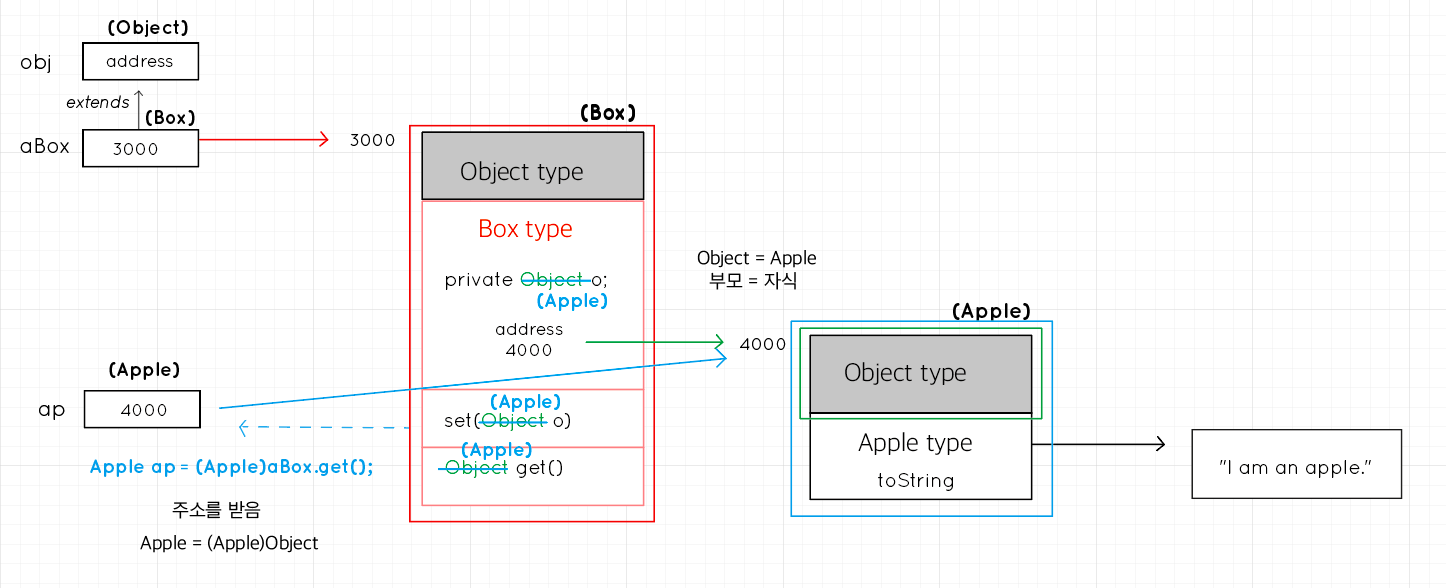 (Object)
obj
address
extends
(Box)
aBox
3000
3000
(Box)
Object type
Box type
private Object o;
(Apple)
address
4000
(Apple)
set(Object o)
(Apple)
Object get()
Object = Apple
부모 = 자식
(Apple)
4000
Object type
Apple type
toString
"I am an apple."
(Apple)
ap
4000
Apple ap = (Apple)aBox.get();
주소를 받음
Apple = (Apple)Object